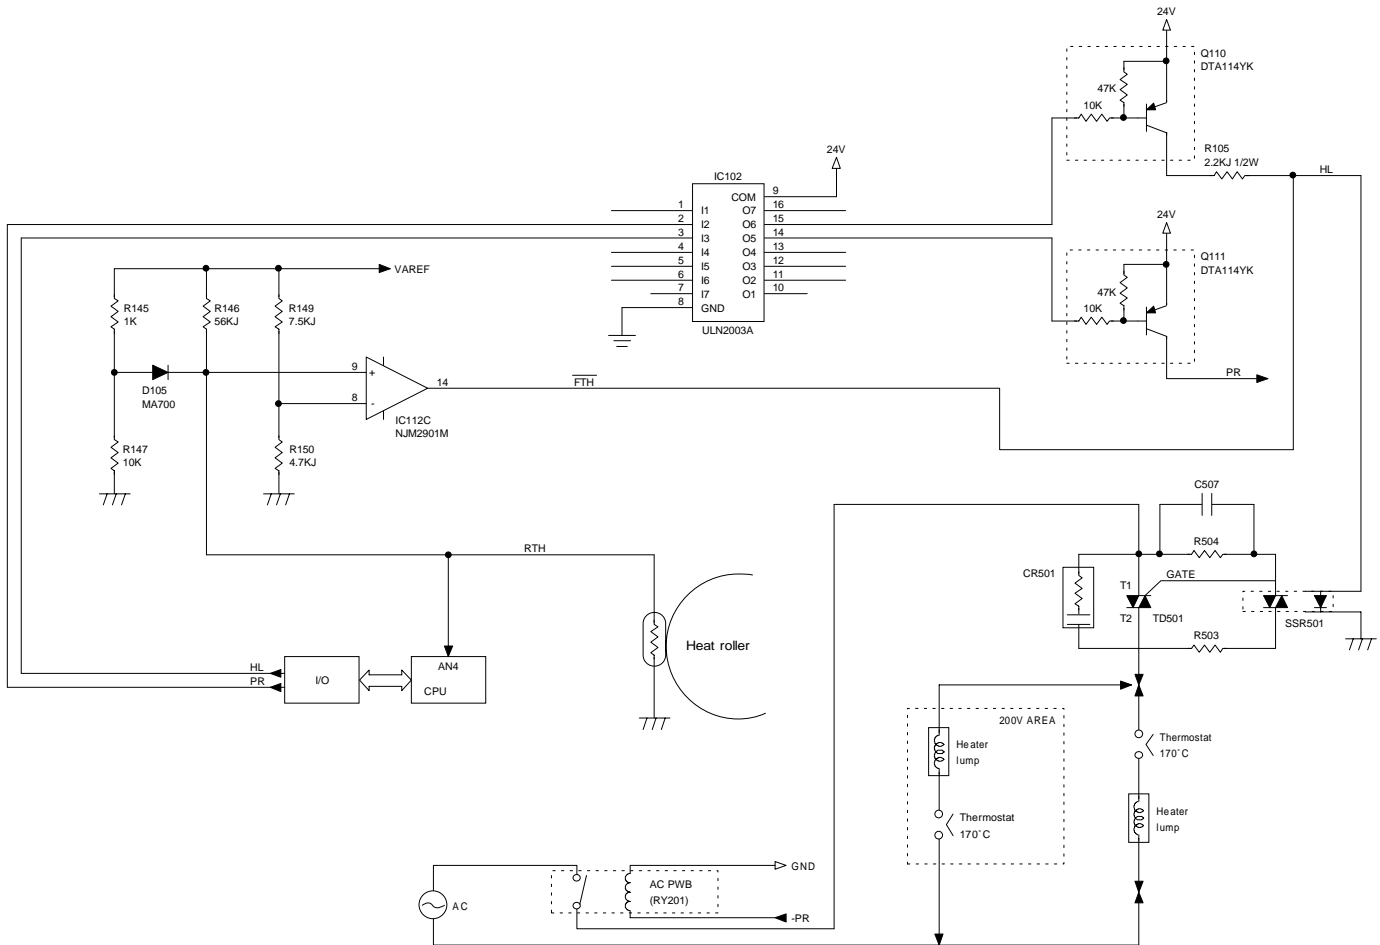 24V
Q110
DTA114YK
47K
10K
R105
2.2KJ 1/2W
HL
24V
IC102
COM
9
1
I1
O7
16
2
I2
O6
15
3
I3
O5
14
4
I4
O4
13
5
I5
O3
12
6
I6
O2
11
7
I7
O1
10
8
GND
ULN2003A
24V
Q111
DTA114YK
47K
10K
PR
VAREF
R145
1K
R146
56KJ
R149
7.5KJ
D105
MA700
9
+
8
-
14
IC112C
NJM2901M
FTH
R147
10K
R150
4.7KJ
C507
R504
RTH
CR501
GATE
T1
T2
TD501
SSR501
R503
Heat roller
HL
PR
I/O
AN4
CPU
200V AREA
Heater
lump
Thermostat
170˚C
Thermostat
170˚C
Heater
lump
GND
AC PWB
(RY201)
AC
-PR